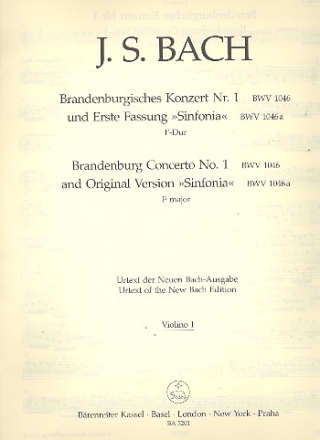 J. S. BACH
Brandenburgisches Konzert Nr. 1 BWV 1046
und Erste Fassung »Sinfonia« BWV 1046a
F-Dur
Brandenburg Concerto No. 1 BWV 1046
and Original Version »Sinfonia« BWV 1046a
F major
Urtext der Neuen Bach-Ausgabe
Urtext of the New Bach Edition
Violino I
Bärenreiter Kassel · Basel · London · New York · Praha
BA 5201